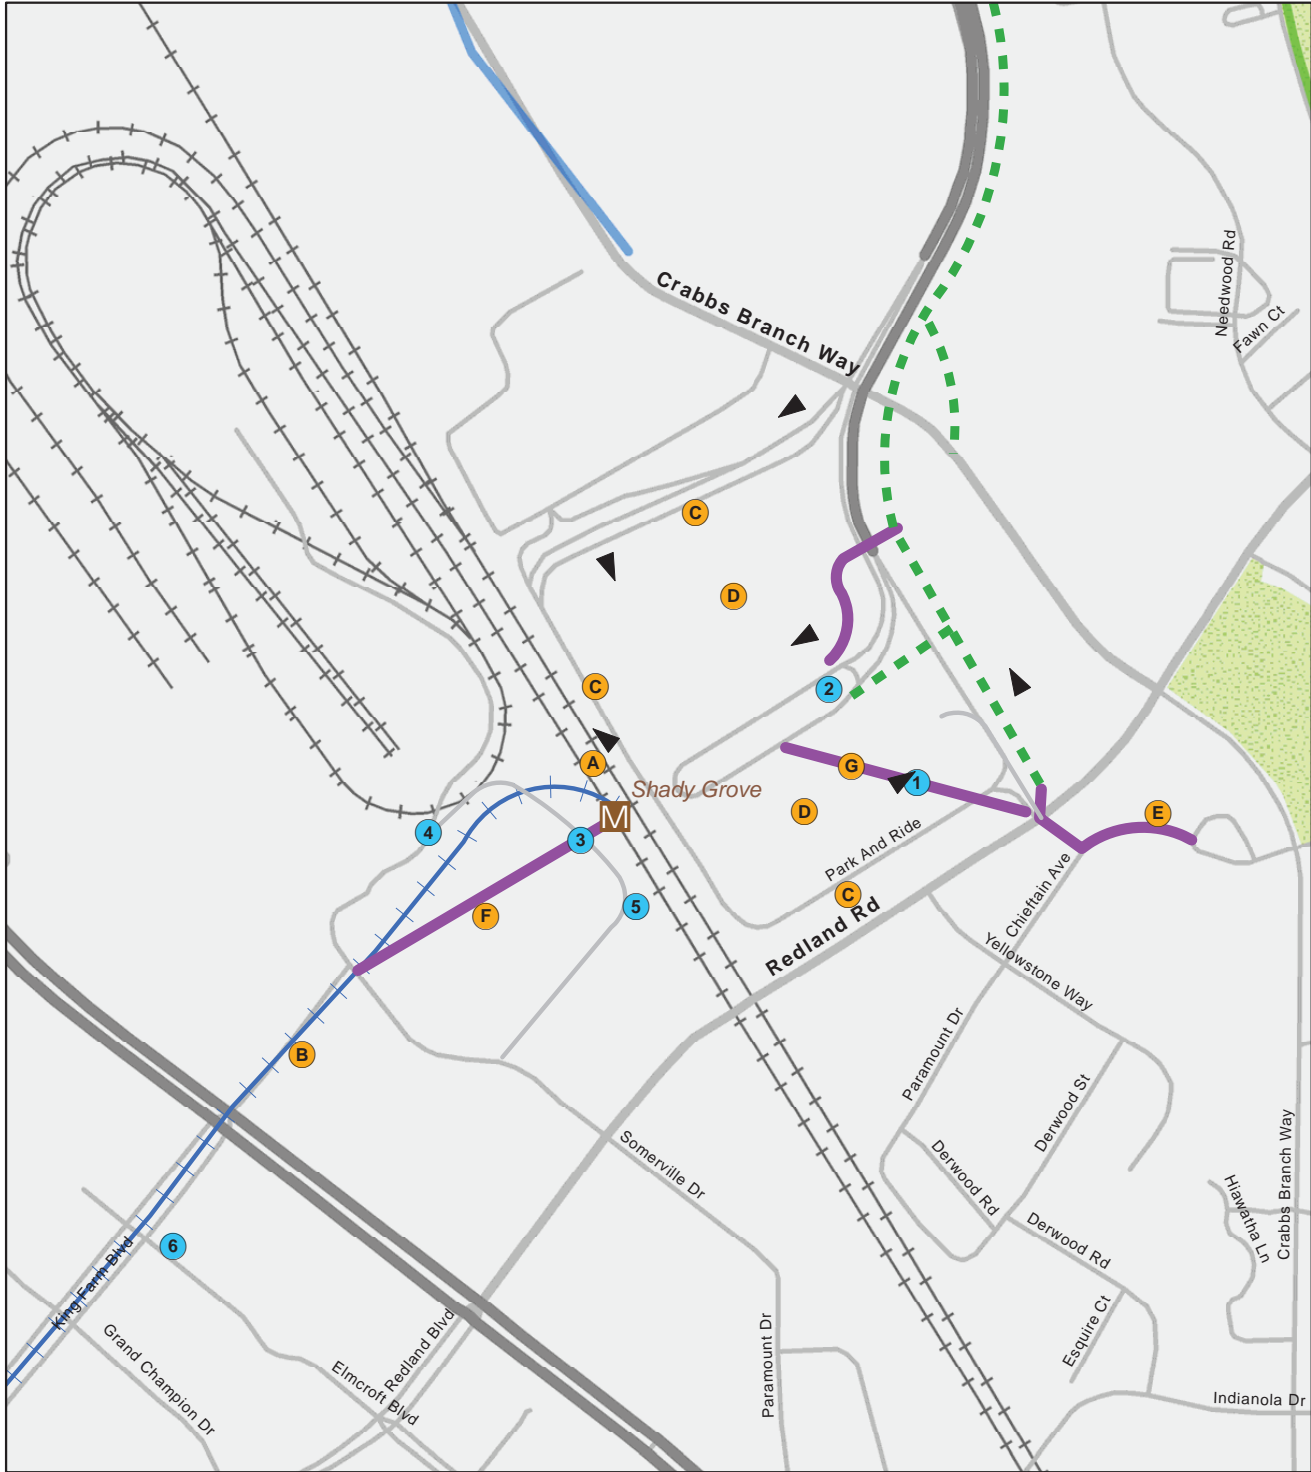 Needwood Rd
Crabbs Branch Way
Fawn Ct
C
D
C
2
A
G
1
Shady Grove
M
D
E
4
3
Park And Ride
C
F
5
Redland Rd
Chieftain Ave
Yellowstone Way
B
Paramount Dr
Derwood St
Somerville Dr
Derwood Rd
Crabbs Branch Way
Hiawatha Ln
6
Derwood Rd
King Farm Blvd
Redland Blvd
Esquire Ct
Paramount Dr
Grand Champion Dr
Elmcroft Blvd
Indianola Dr